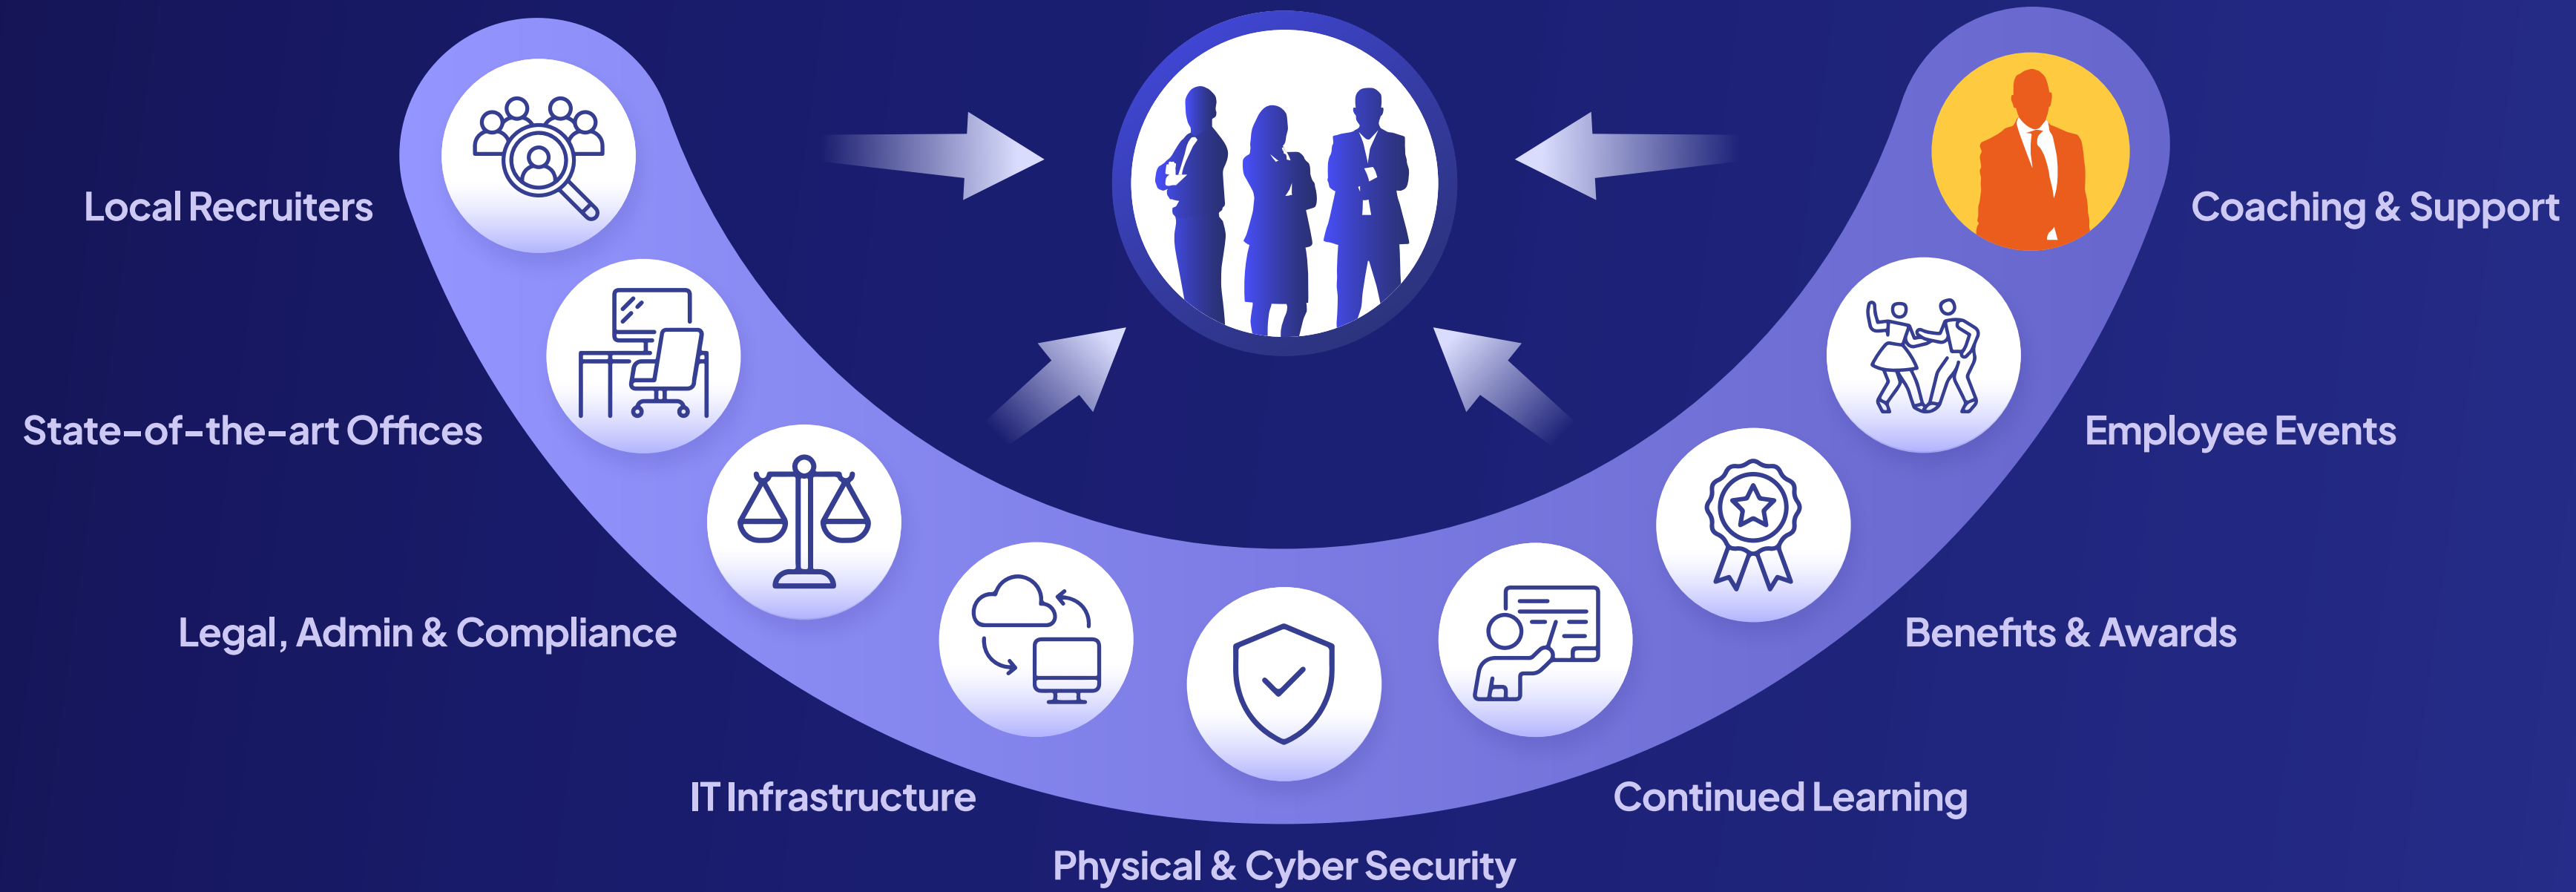 Local Recruiters
State-of-the-art Offices
Legal, Admin & Compliance
IT Infrastructure
Physical & Cyber Security
Continued Learning
Benefits & Awards
Employee Events
Coaching & Support